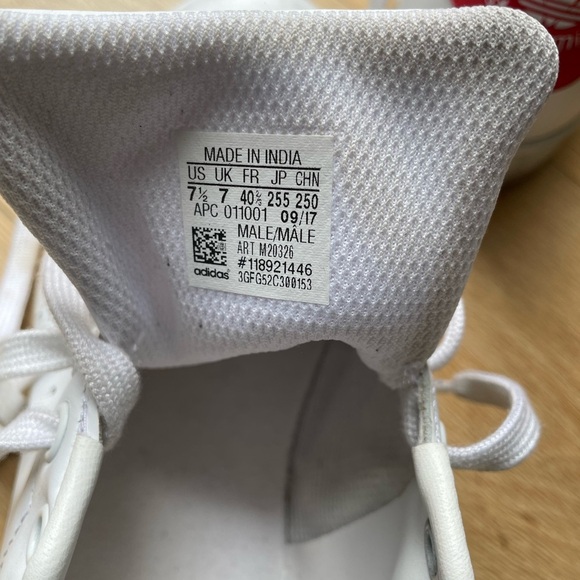 MADE IN INDIA
US UK FR JP CHN
7½ 7 40⅔ 255 250
APC 011001 09/17
MALE/MÂLE
ART M20326
#118921446
adidas 3GFG52C300153